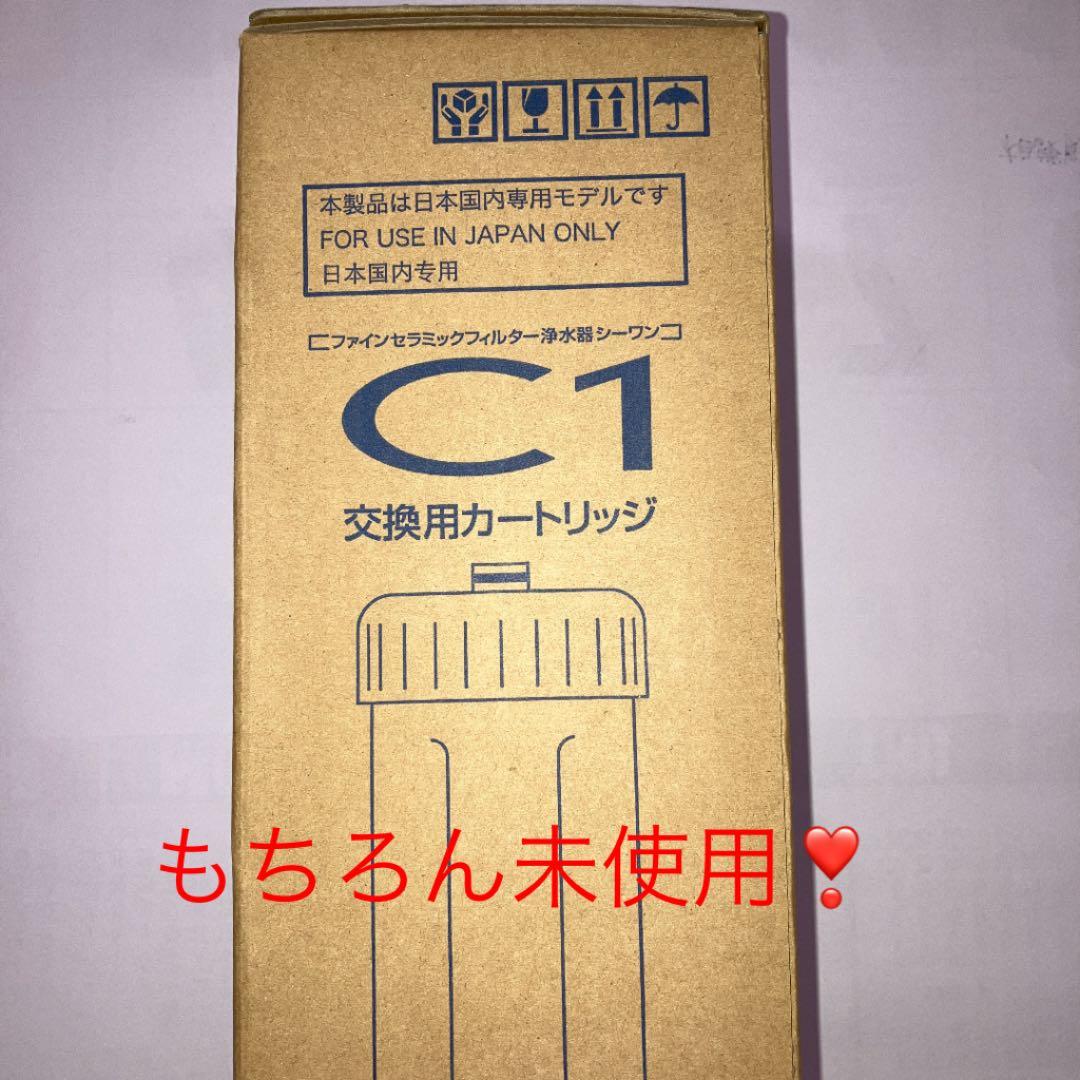 本製品は日本国内専用モデルです
FOR USE IN JAPAN ONLY
日本国内专用
ファインセラミックフィルター浄水器シーワン
C1
交換用カートリッジ
もちろん未使用❣️